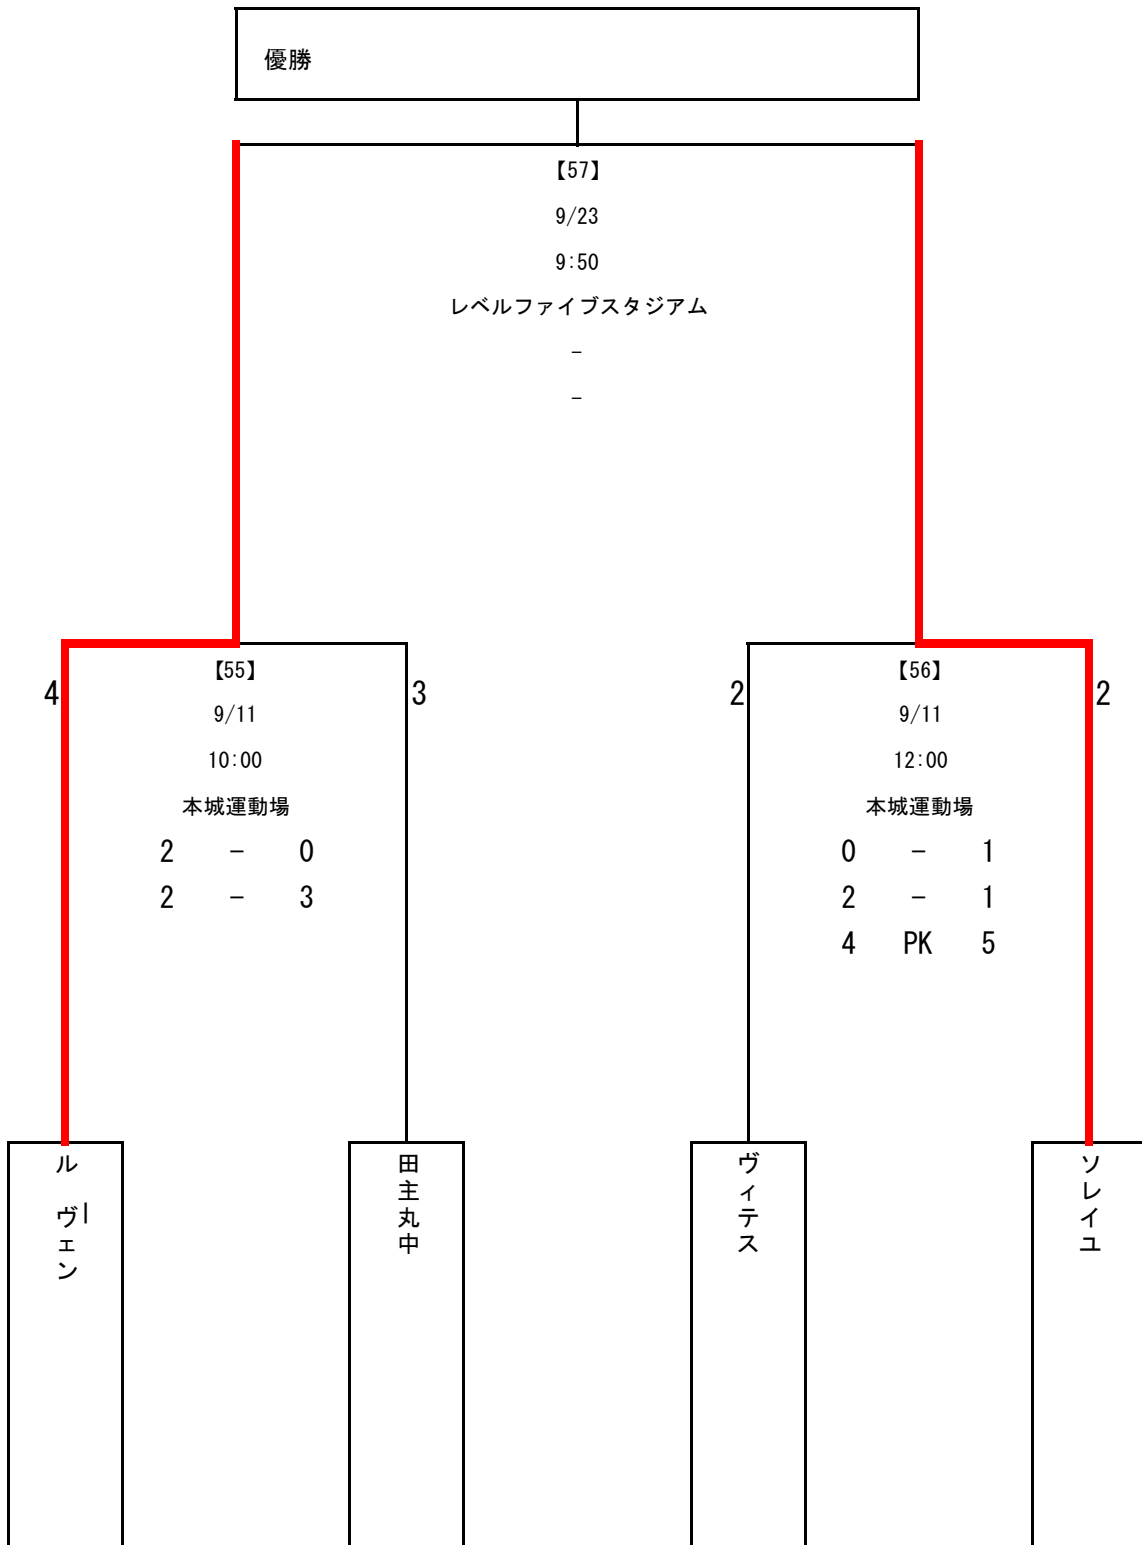 優勝
【57】
9/23
9:50
レベルファイブスタジアム
-
-
4
【55】
3
9/11
10:00
本城運動場
2 - 0
2 - 3
2
【56】
2
9/11
12:00
本城運動場
0 - 1
2 - 1
4 PK 5
ルーヴェン
田主丸中
ヴィテス
ソレイユ